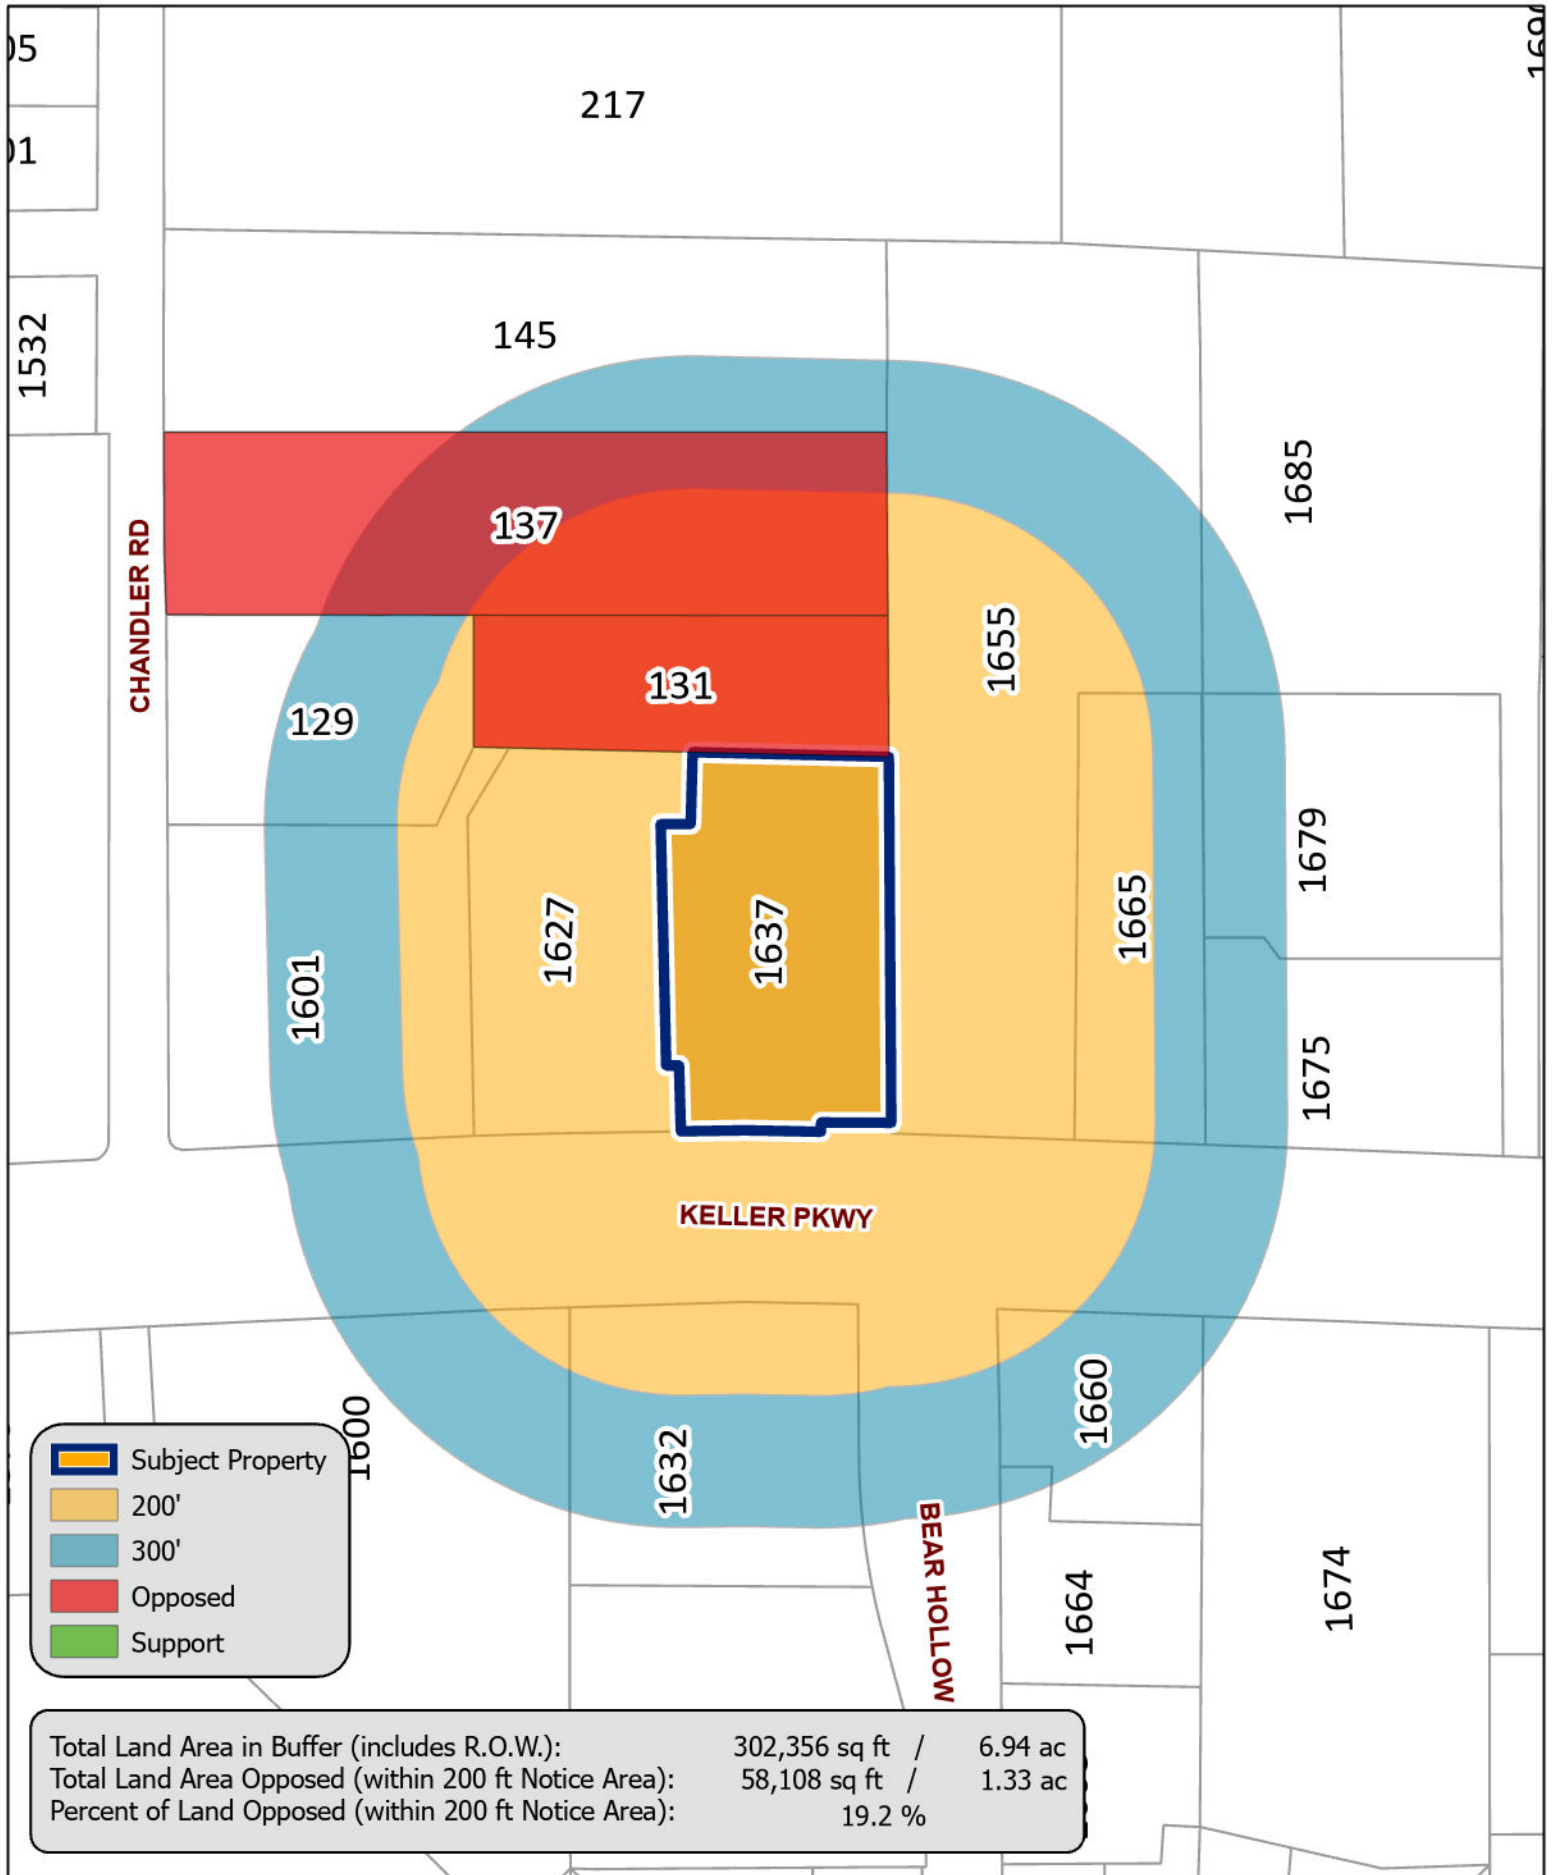 05
217
01
145
1532
1685
137
CHANDLER RD
1655
131
129
1679
1665
1627
1637
1601
1675
KELLER PKWY
1660
1600
1632
Subject Property
200'
300'
Opposed
Support
BEAR HOLLOW
1664
1674
Total Land Area in Buffer (includes R.O.W.): 302,356 sq ft / 6.94 ac
Total Land Area Opposed (within 200 ft Notice Area): 58,108 sq ft / 1.33 ac
Percent of Land Opposed (within 200 ft Notice Area): 19.2 %